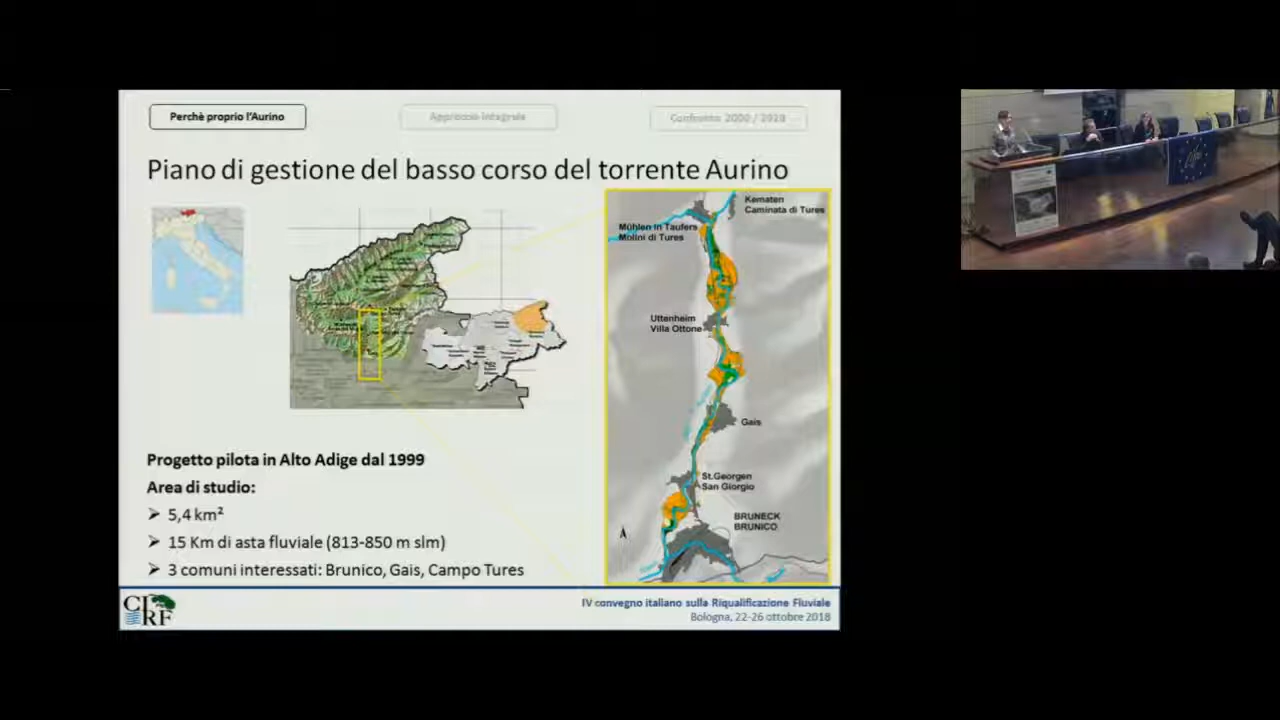 Perchè proprio l'Aurino
Approccio integrale
Confronto 2000 / 2018
Piano di gestione del basso corso del torrente Aurino
Kematen
Caminata di Tures
Mühlen in Taufers
Molini di Tures
Uttenheim
Villa Ottone
Gais
St.Georgen
San Giorgio
BRUNECK
BRUNICO
Progetto pilota in Alto Adige dal 1999
Area di studio:
➢ 5,4 km²
➢ 15 Km di asta fluviale (813-850 m slm)
➢ 3 comuni interessati: Brunico, Gais, Campo Tures
CIRF
IV convegno italiano sulla Riqualificazione Fluviale
Bologna, 22-26 ottobre 2018